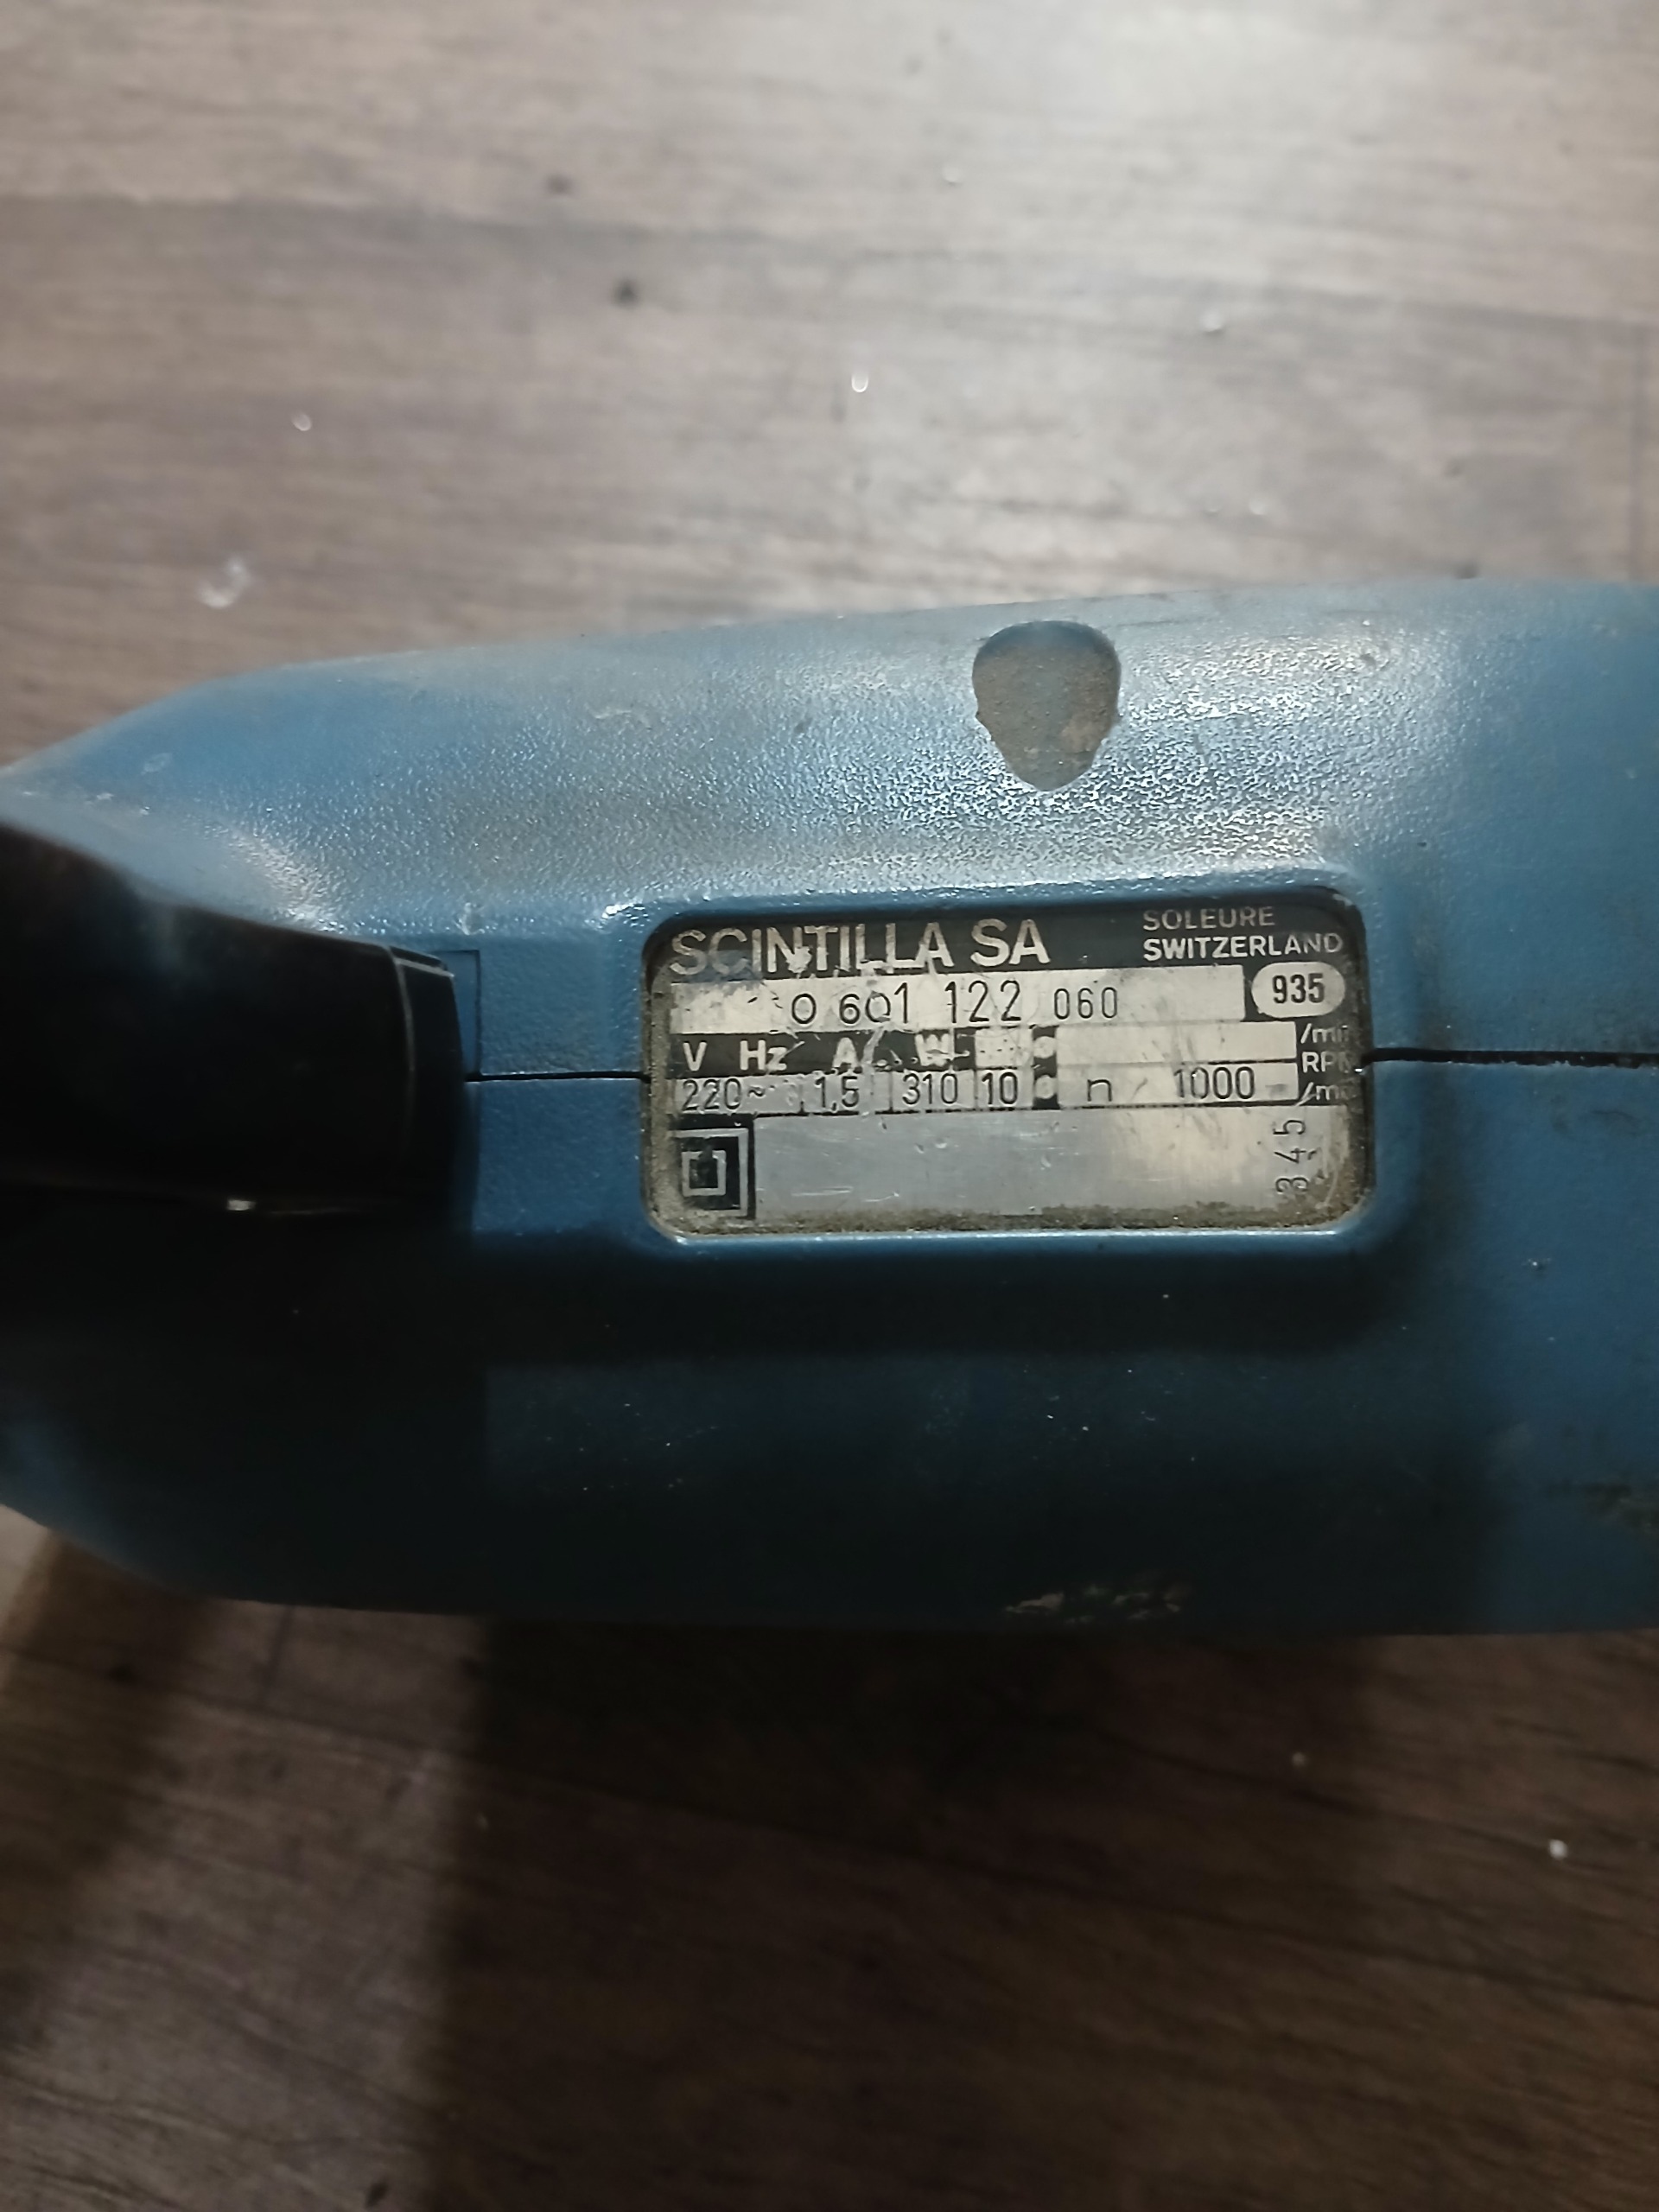 SCINTILLA SA
SOLEURE
SWITZERLAND
0 601 122 060
935
V Hz A W
220~ 1,5 310 10 n 1000
RPM
345